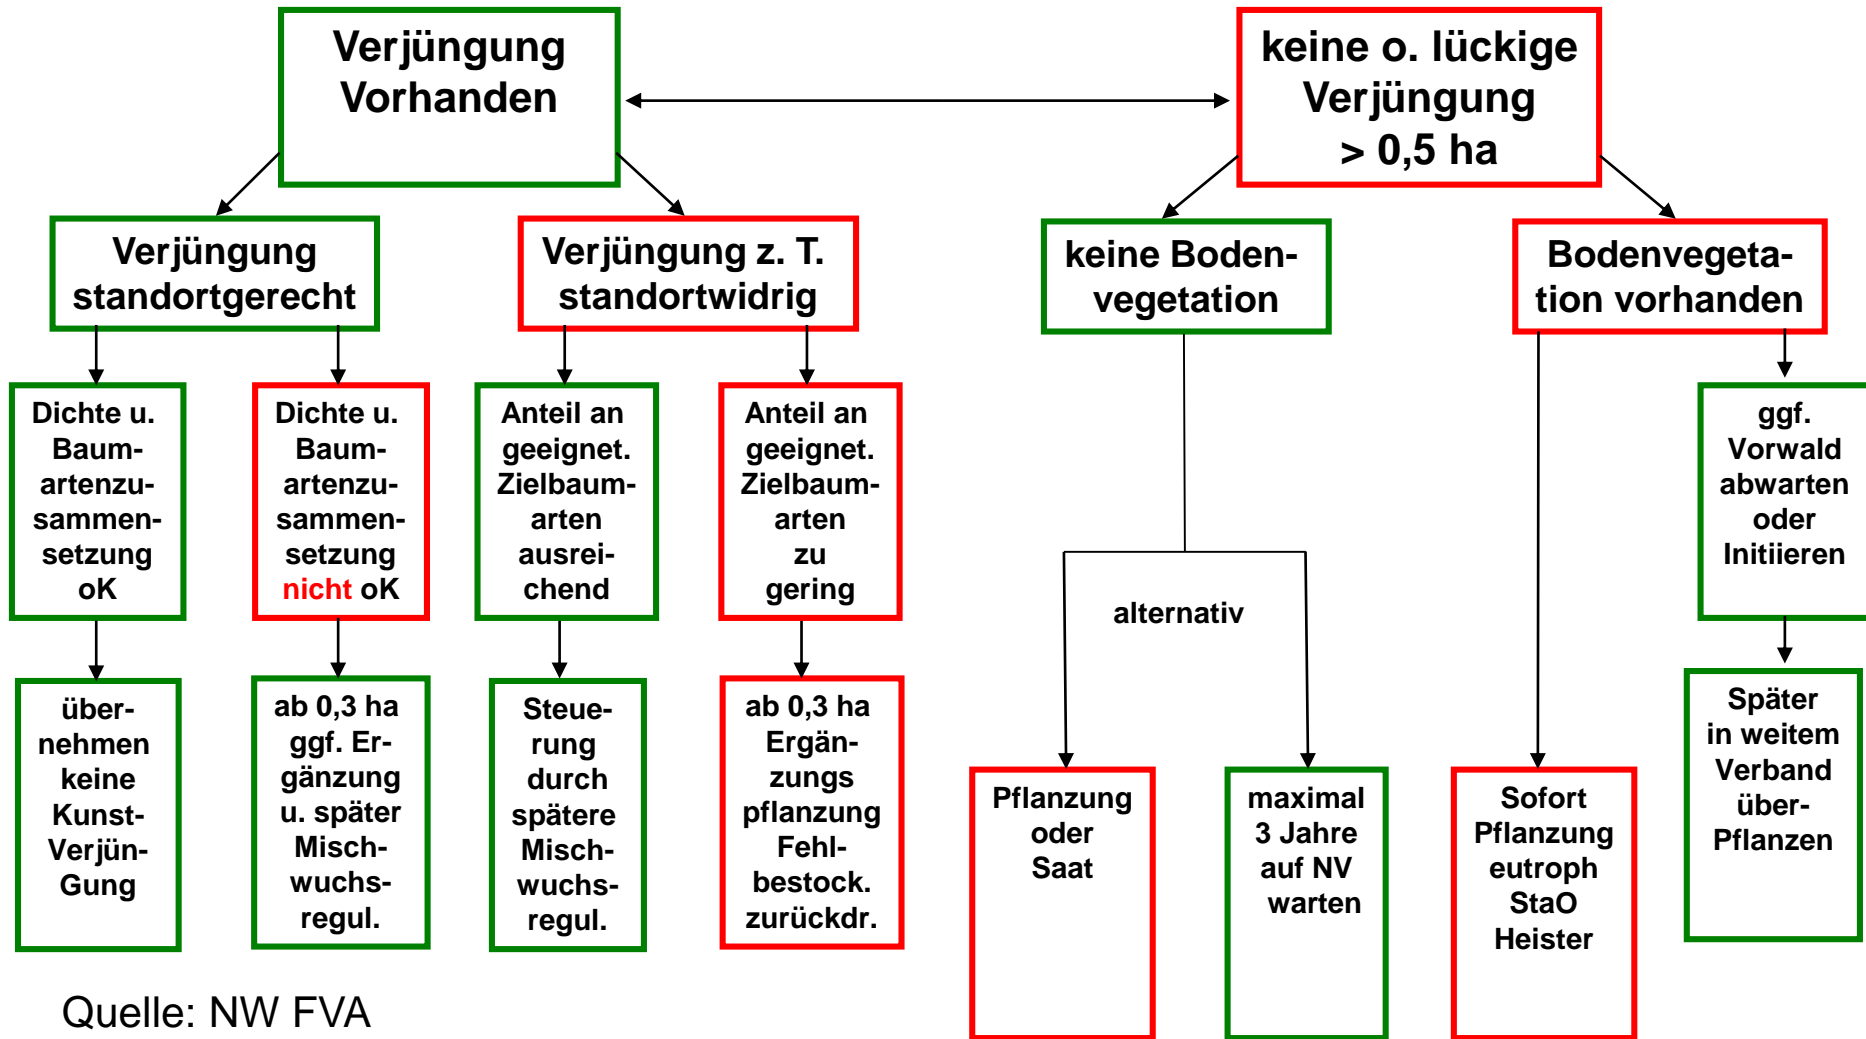 Verjüngung
Vorhanden
keine o. lückige
Verjüngung
> 0,5 ha
Verjüngung
standortgerecht
Verjüngung z. T.
standortwidrig
keine Boden-
vegetation
Bodenvegeta-
tion vorhanden
Dichte u.
Baum-
artenzu-
sammen-
setzung
oK
Dichte u.
Baum-
artenzu-
sammen-
setzung
nicht oK
Anteil an
geeignet.
Zielbaum-
arten
ausrei-
chend
Anteil an
geeignet.
Zielbaum-
arten
zu
gering
ggf.
Vorwald
abwarten
oder
Initiieren
alternativ
über-
nehmen
keine
Kunst-
Verjün-
Gung
ab 0,3 ha
ggf. Er-
gänzung
u. später
Misch-
wuchs-
regul.
Steue-
rung
durch
spätere
Misch-
wuchs-
regul.
ab 0,3 ha
Ergän-
zungs
pflanzung
Fehl-
bestock.
zurückdr.
Pflanzung
oder
Saat
maximal
3 Jahre
auf NV
warten
Sofort
Pflanzung
eutroph
StaO
Heister
Später
in weitem
Verband
über-
Pflanzen
Quelle: NW FVA